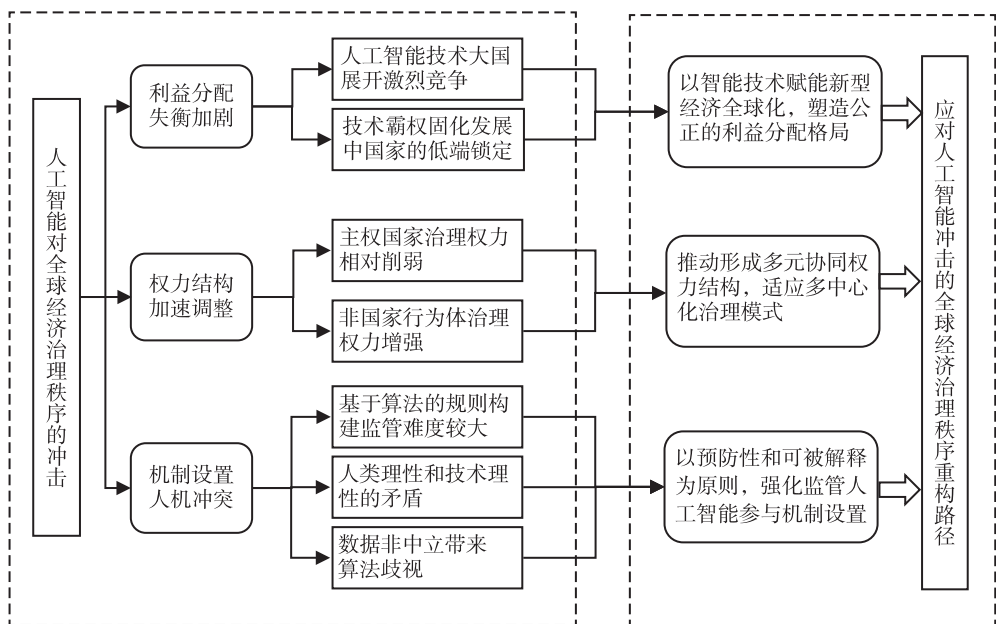 人工智能对全球经济治理秩序的冲击
利益分配
失衡加剧
人工智能技术大国
展开激烈竞争
技术霸权固化发展
中国家的低端锁定
以智能技术赋能新型
经济全球化，塑造公
正的利益分配格局
权力结构
加速调整
主权国家治理权力
相对削弱
非国家行为体治理
权力增强
推动形成多元协同权
力结构，适应多中心
化治理模式
机制设置
人机冲突
基于算法的规则构
建监管难度较大
人类理性和技术理
性的矛盾
数据非中立带来
算法歧视
以预防性和可被解释
为原则，强化监管人
工智能参与机制设置
应对人工智能冲击的全球经济治理秩序重构路径